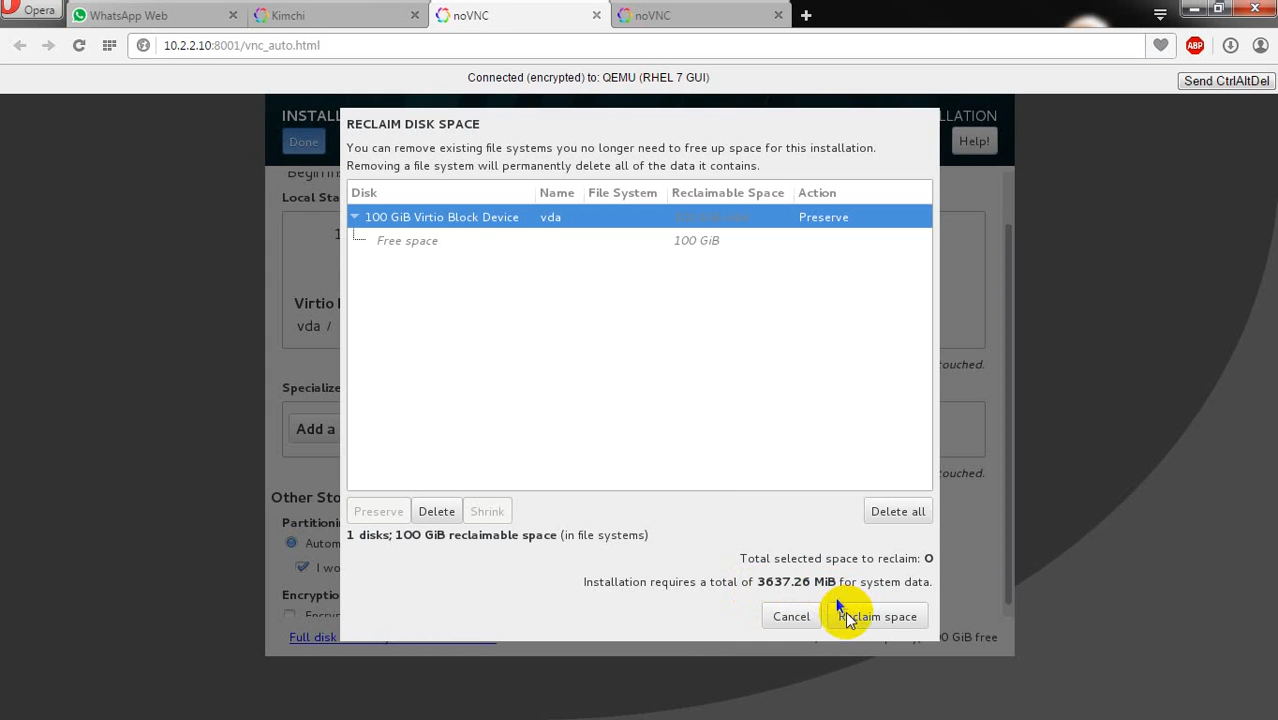 Opera
WhatsApp Web
Kimchi
noVNC
noVNC
10.2.2.10:8001/vnc_auto.html
ABP
Connected (encrypted) to: QEMU (RHEL 7 GUI)
Send CtrlAltDel
INSTALL
LLATION
Done
Help!
RECLAIM DISK SPACE
You can remove existing file systems you no longer need to free up space for this installation.
Removing a file system will permanently delete all of the data it contains.
Disk Name File System Reclaimable Space Action
100 GiB Virtio Block Device vda Preserve
Free space 100 GiB
Local Sta
Virtio
vda /
touched.
Specialize
Add a
touched.
Other Sto
Partitioning
Autom
I wo
Encryption
Encrypt
Preserve Delete Shrink Delete all
1 disks; 100 GiB reclaimable space (in file systems)
Total selected space to reclaim: 0
Installation requires a total of 3637.26 MiB for system data.
Cancel Reclaim space
Full disk
GiB free